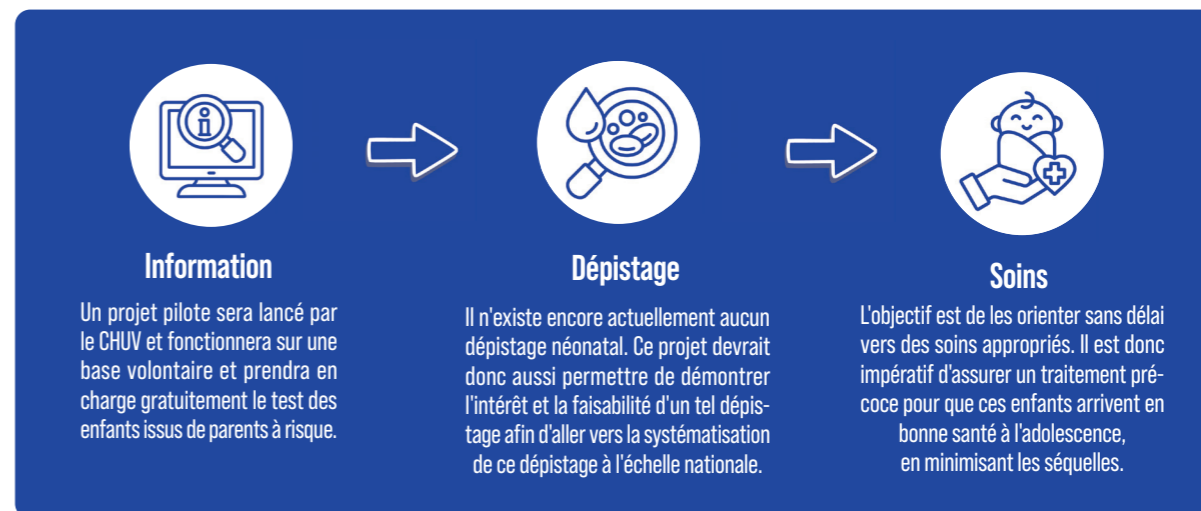 Information
Un projet pilote sera lancé par
le CHUV et fonctionnera sur une
base volontaire et prendra en
charge gratuitement le test des
enfants issus de parents à risque.
Dépistage
Il n'existe encore actuellement aucun
dépistage néonatal. Ce projet devrait
donc aussi permettre de démontrer
l'intérêt et la faisabilité d'un tel dépis-
tage afin d'aller vers la systématisation
de ce dépistage à l'échelle nationale.
Soins
L'objectif est de les orienter sans délai
vers des soins appropriés. Il est donc
impératif d'assurer un traitement pré-
coce pour que ces enfants arrivent en
bonne santé à l'adolescence,
en minimisant les séquelles.